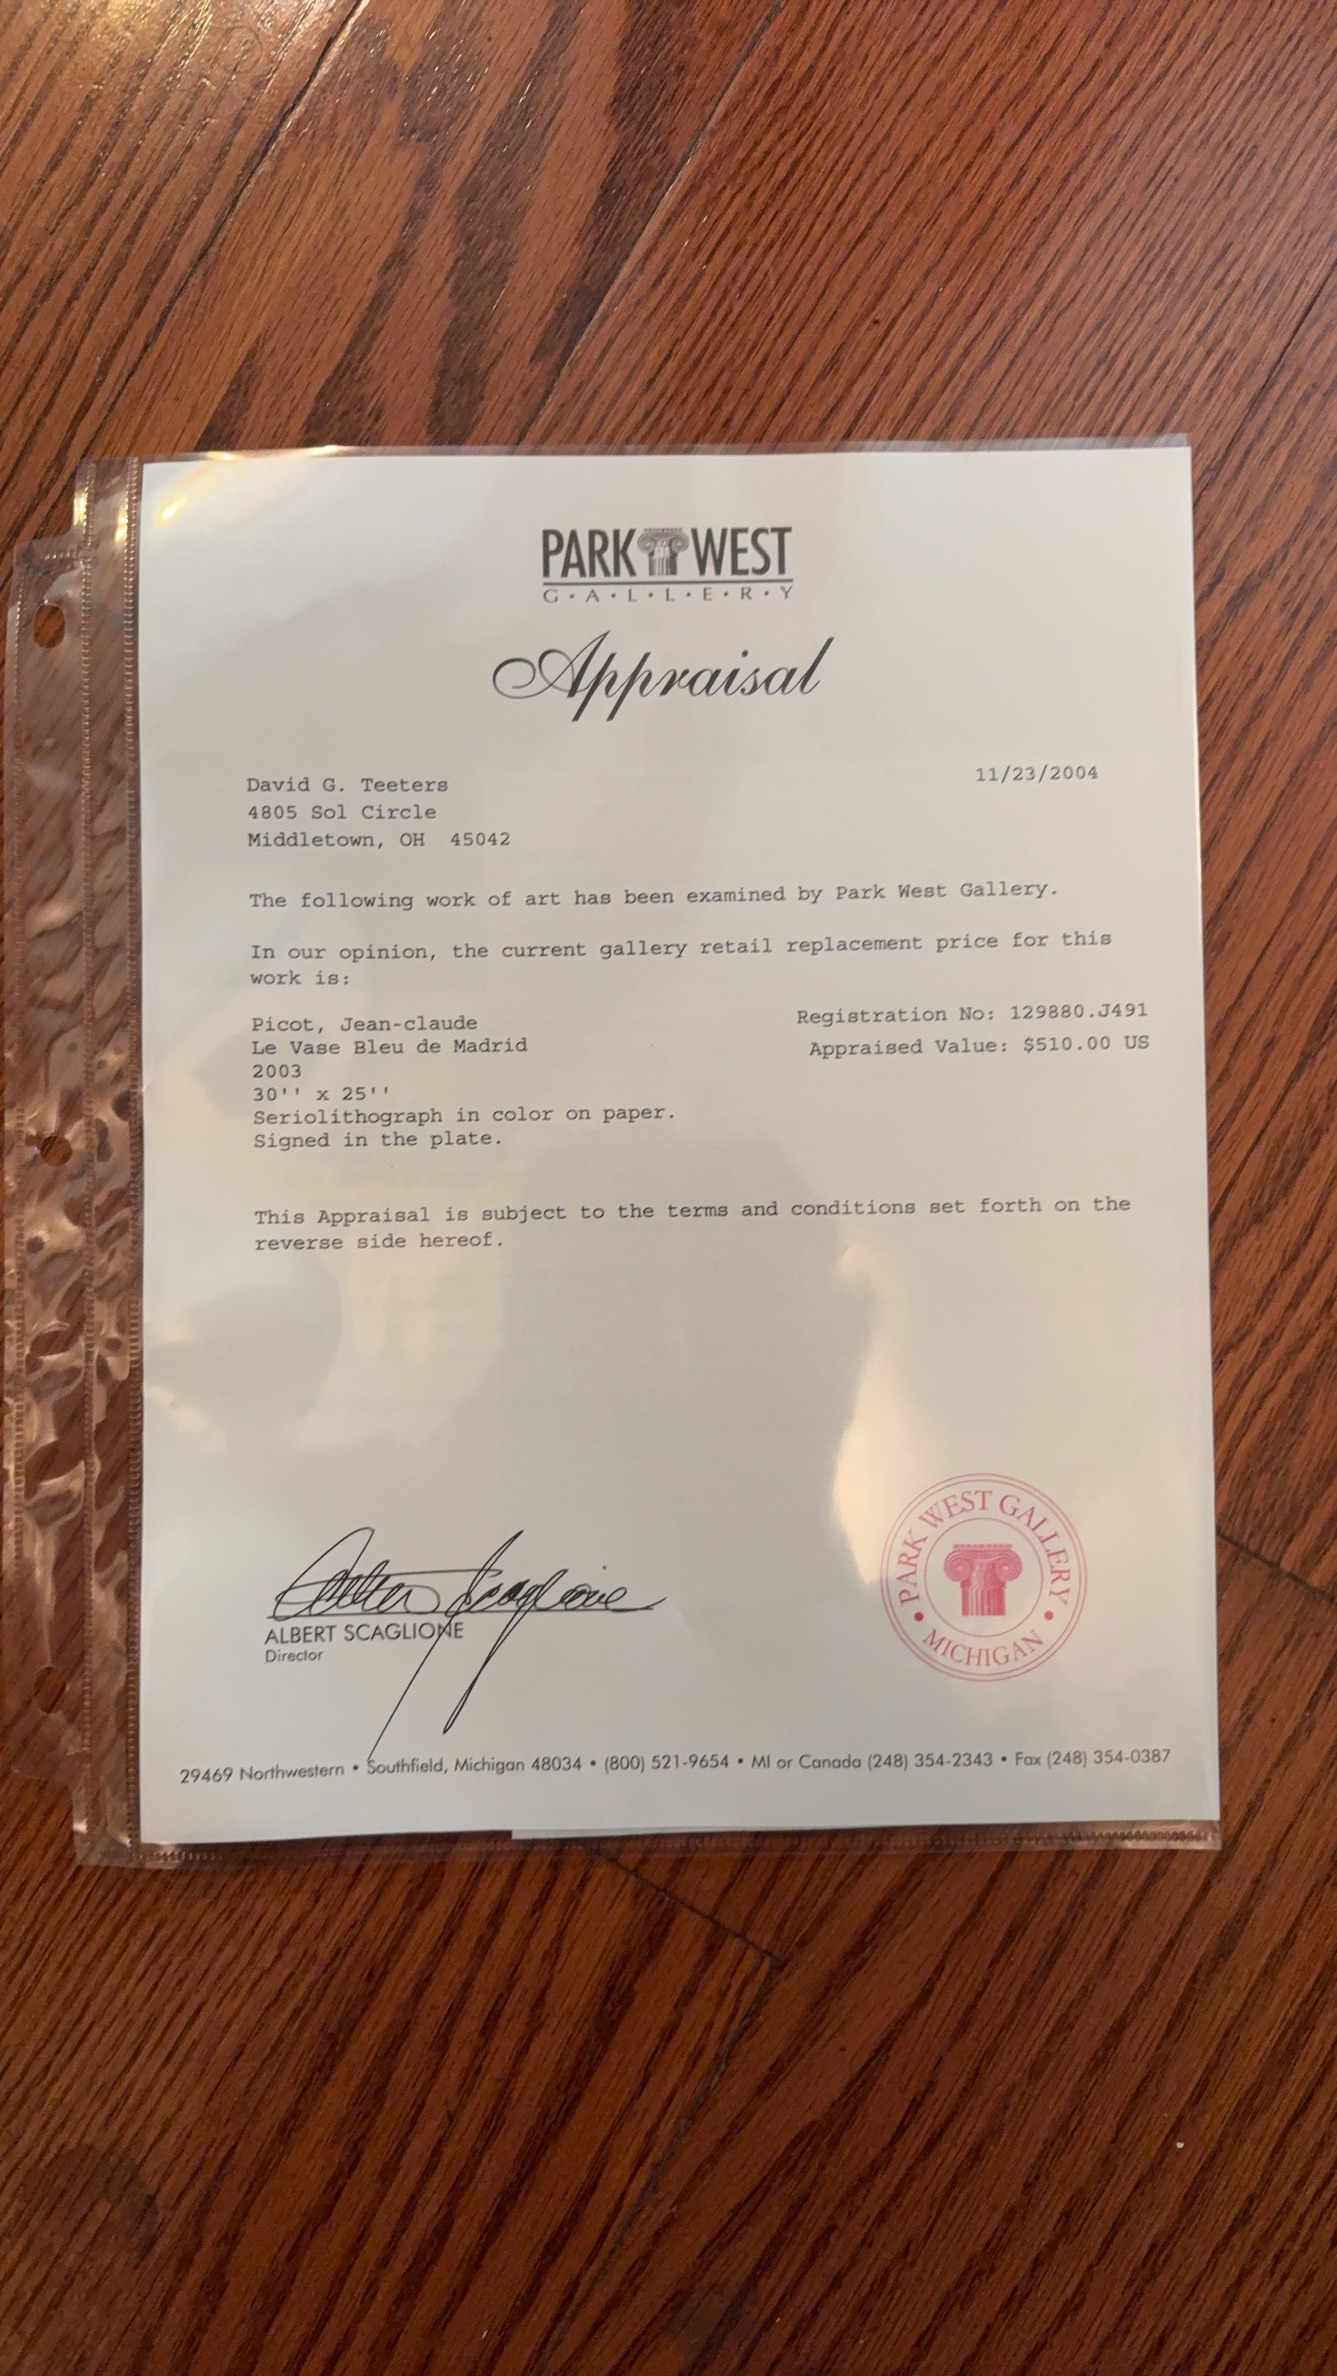 PARK WEST
G·A·L·L·E·R·Y
Appraisal
David G. Teeters
11/23/2004
4805 Sol Circle
Middletown, OH  45042
The following work of art has been examined by Park West Gallery.
In our opinion, the current gallery retail replacement price for this
work is:
Picot, Jean-claude
Registration No: 129880.J491
Le Vase Bleu de Madrid
Appraised Value: $510.00 US
2003
30'' x 25''
Seriolithograph in color on paper.
Signed in the plate.
This Appraisal is subject to the terms and conditions set forth on the
reverse side hereof.
Albert Scaglione
ALBERT SCAGLIONE
Director
PARK WEST GALLERY
• MICHIGAN •
29469 Northwestern • Southfield, Michigan 48034 • (800) 521-9654 • MI or Canada (248) 354-2343 • Fax (248) 354-0387